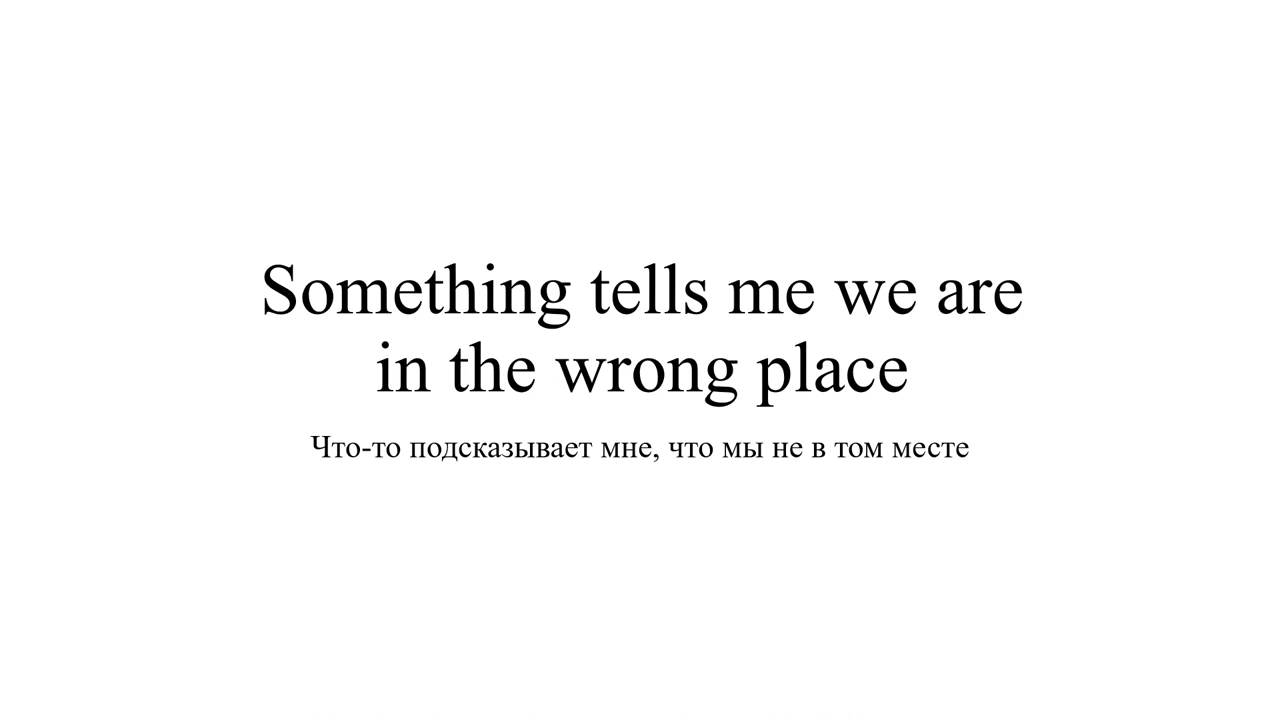 Something tells me we are
in the wrong place
Что-то подсказывает мне, что мы не в том месте